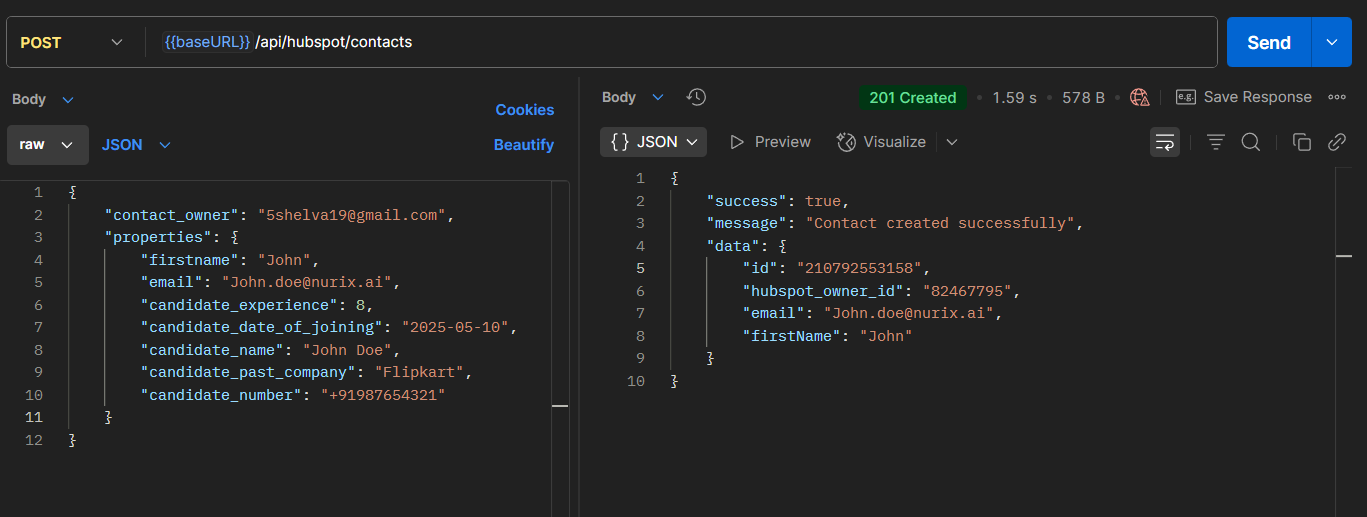 POST {{baseURL}} /api/hubspot/contacts Send
Body
Cookies
raw JSON
Beautify
1 {
2 "contact_owner": "5shelva19@gmail.com",
3 "properties": {
4 "firstname": "John",
5 "email": "John.doe@nurix.ai",
6 "candidate_experience": 8,
7 "candidate_date_of_joining": "2025-05-10",
8 "candidate_name": "John Doe",
9 "candidate_past_company": "Flipkart",
10 "candidate_number": "+91987654321"
11 }
12 }
Body 201 Created • 1.59 s • 578 B • e.g. Save Response
{} JSON Preview Visualize
1 {
2 "success": true,
3 "message": "Contact created successfully",
4 "data": {
5 "id": "210792553158",
6 "hubspot_owner_id": "82467795",
7 "email": "John.doe@nurix.ai",
8 "firstName": "John"
9 }
10 }